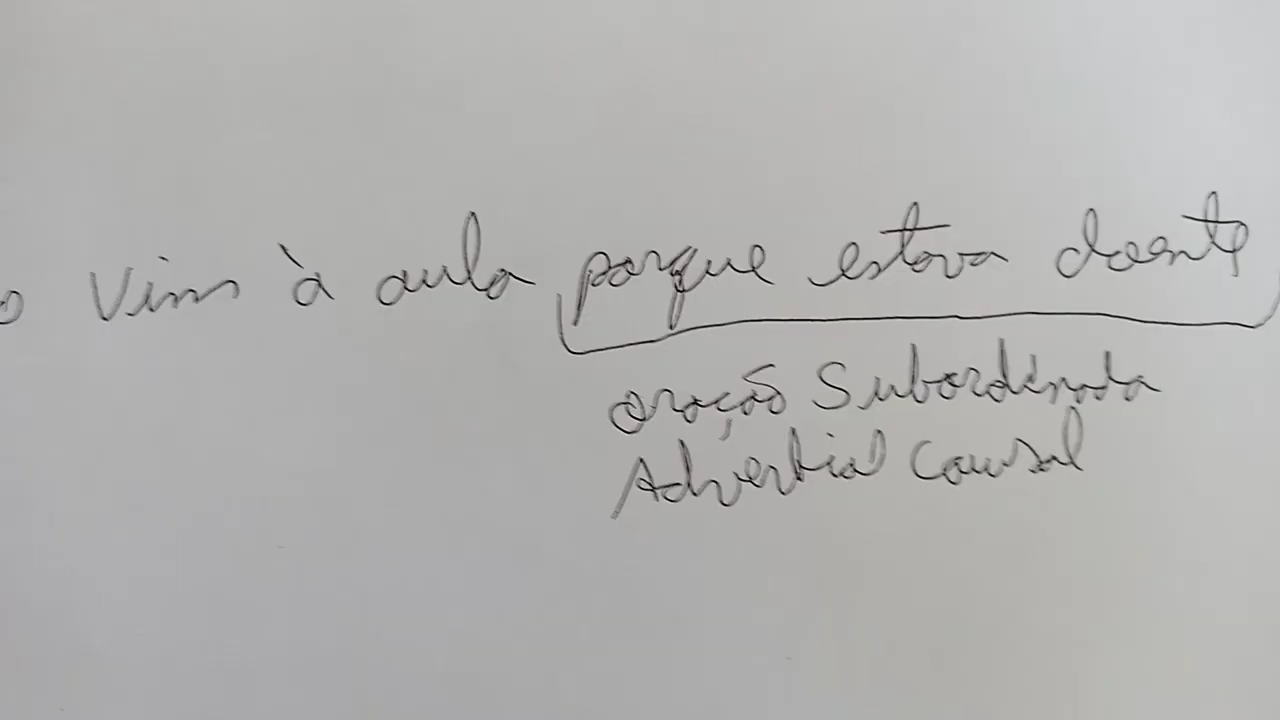 o vim à aula porque estava doente
oração subordinada
Adverbial causal